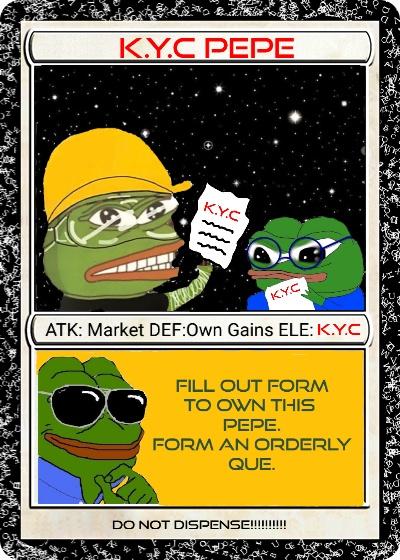 K.Y.C PEPE
K.Y.C
K.Y.C
ATK: Market DEF:Own Gains ELE: K.Y.C
FILL OUT FORM
TO OWN THIS
PEPE.
FORM AN ORDERLY
QUE.
DO NOT DISPENSE!!!!!!!!!!